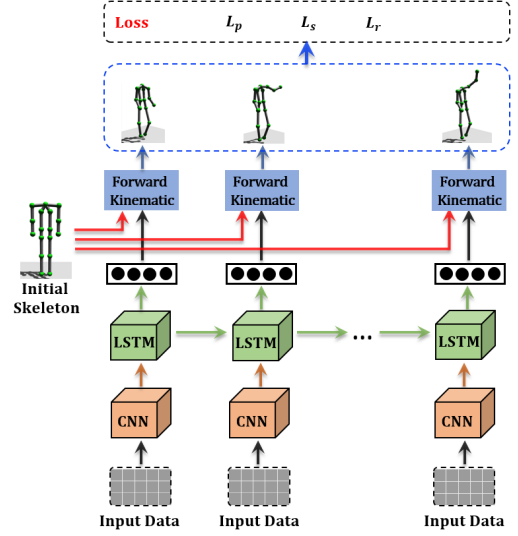 Loss L_p L_s L_r
Forward Kinematic
Forward Kinematic
Forward Kinematic
Initial
Skeleton
LSTM
LSTM
...
LSTM
CNN
CNN
CNN
Input Data
Input Data
Input Data